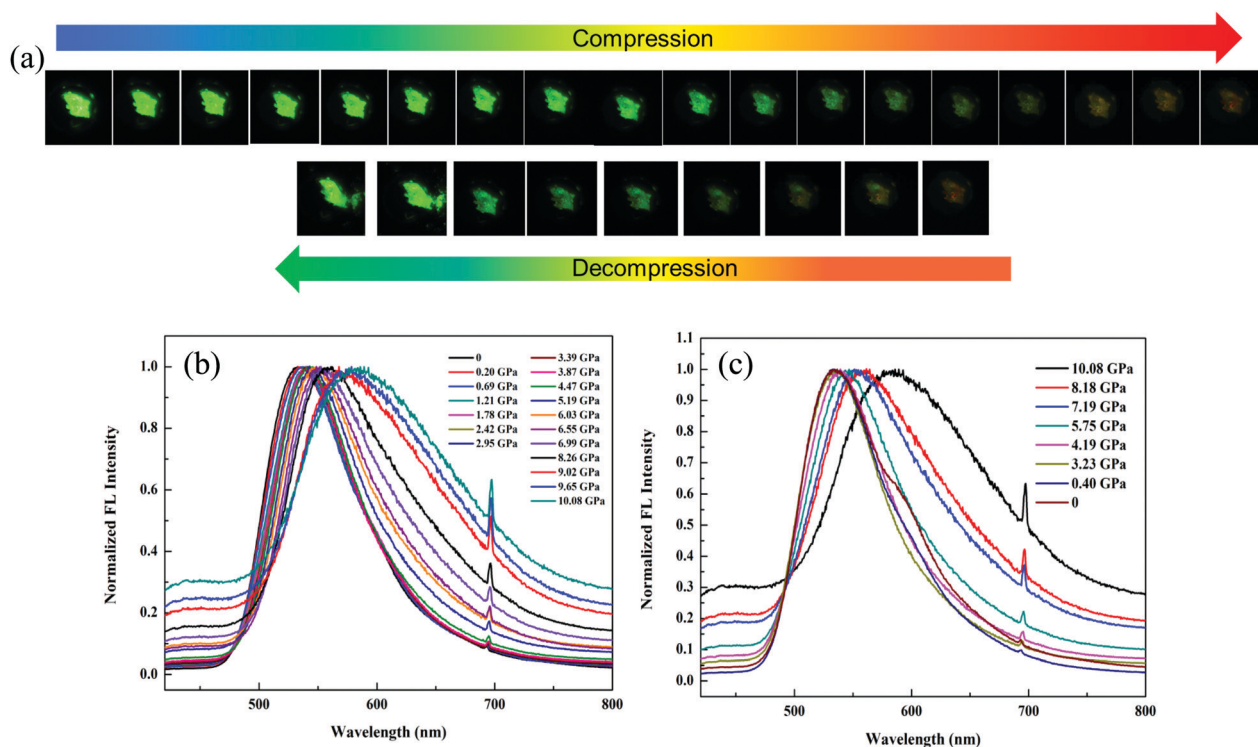 (a)
Compression
Decompression
(b)
0
0.20 GPa
0.69 GPa
1.21 GPa
1.78 GPa
2.42 GPa
2.95 GPa
3.39 GPa
3.87 GPa
4.47 GPa
5.19 GPa
6.03 GPa
6.55 GPa
6.99 GPa
8.26 GPa
9.02 GPa
9.65 GPa
10.08 GPa
Normalized FL Intensity
1.0
0.8
0.6
0.4
0.2
0.0
500 600 700 800
Wavelength (nm)
(c)
10.08 GPa
8.18 GPa
7.19 GPa
5.75 GPa
4.19 GPa
3.23 GPa
0.40 GPa
0
Normalized FL Intensity
1.1
1.0
0.9
0.8
0.7
0.6
0.5
0.4
0.3
0.2
0.1
0.0
500 600 700 800
Wavelength (nm)